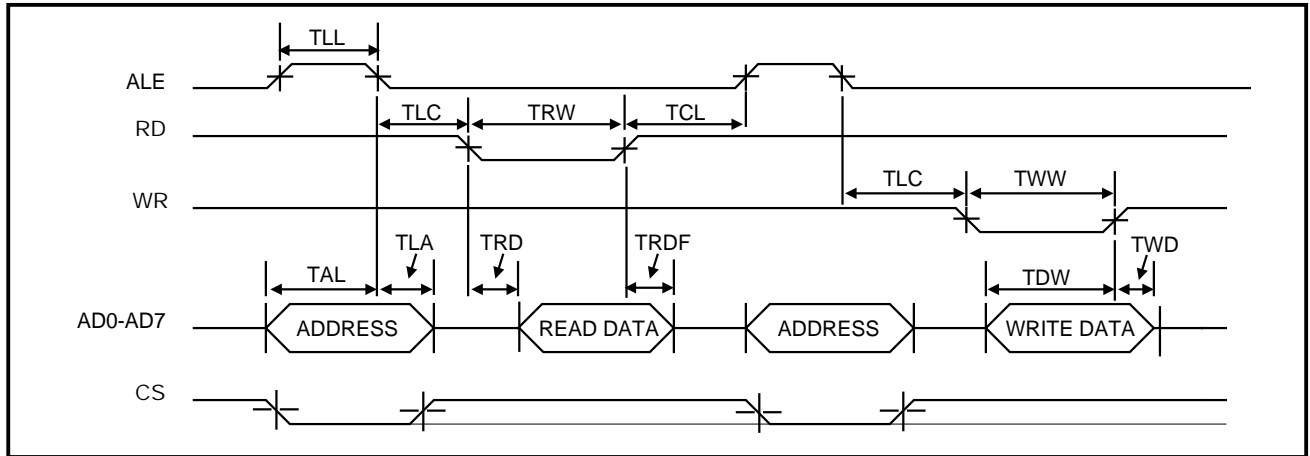 TLL
ALE
TLC TRW TCL
RD
TLC TWW
WR
TLA TRD TRDF TWD
TAL TDW
AD0-AD7 ADDRESS READ DATA ADDRESS WRITE DATA
CS